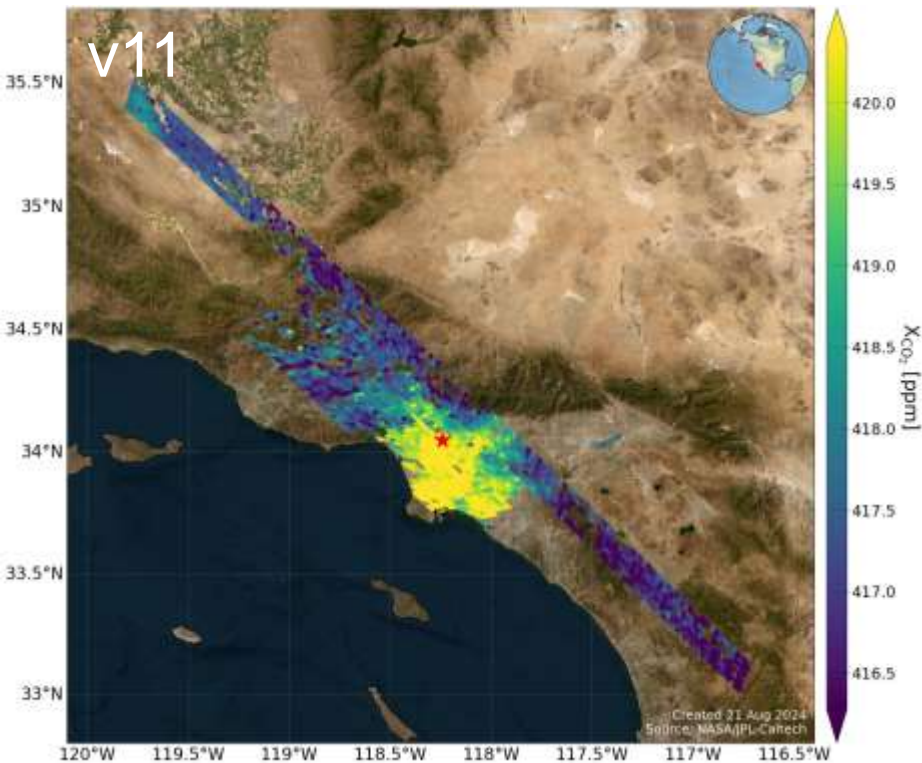 v11
35.5°N
35°N
34.5°N
34°N
33.5°N
33°N
120°W 119.5°W 119°W 118.5°W 118°W 117.5°W 117°W 116.5°W
420.0
419.5
419.0
418.5
418.0
417.5
417.0
416.5
XCO₂ [ppm]
Created 21 Aug 2024
Source: NASA/JPL-Caltech